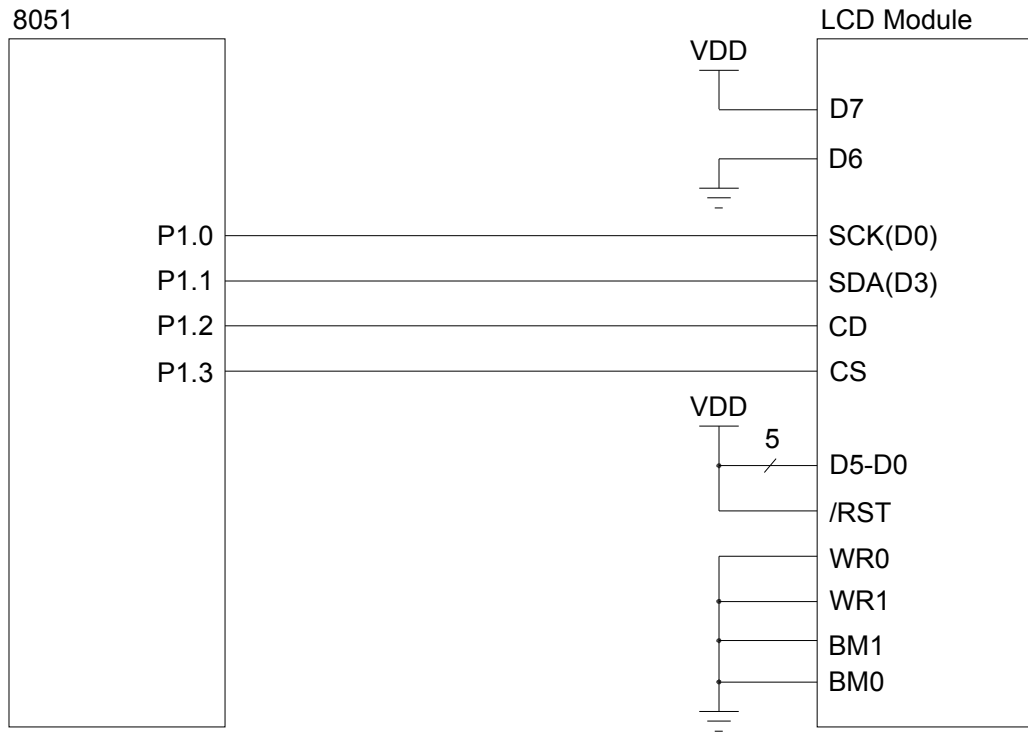 8051
LCD Module
VDD
D7
D6
P1.0
SCK(D0)
P1.1
SDA(D3)
P1.2
CD
P1.3
CS
VDD
5
D5-D0
/RST
WR0
WR1
BM1
BM0